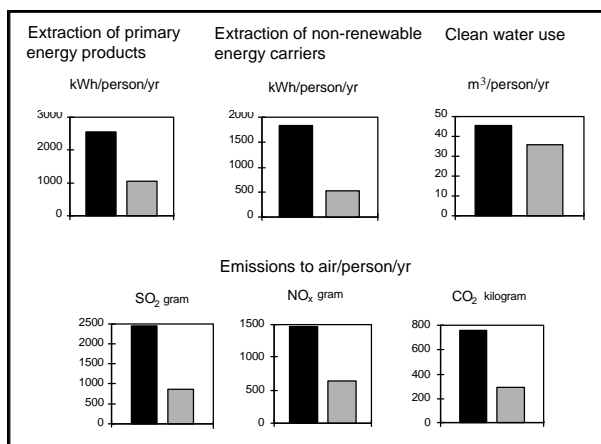 Extraction of primary
energy products
kWh/person/yr
3000
2000
1000
0
Extraction of non-renewable
energy carriers
kWh/person/yr
2000
1500
1000
500
0
Clean water use
m³/person/yr
50
40
30
20
10
0
Emissions to air/person/yr
SO₂ gram
2500
2000
1500
1000
500
0
NOₓ gram
1500
1000
500
0
CO₂ kilogram
800
600
400
200
0